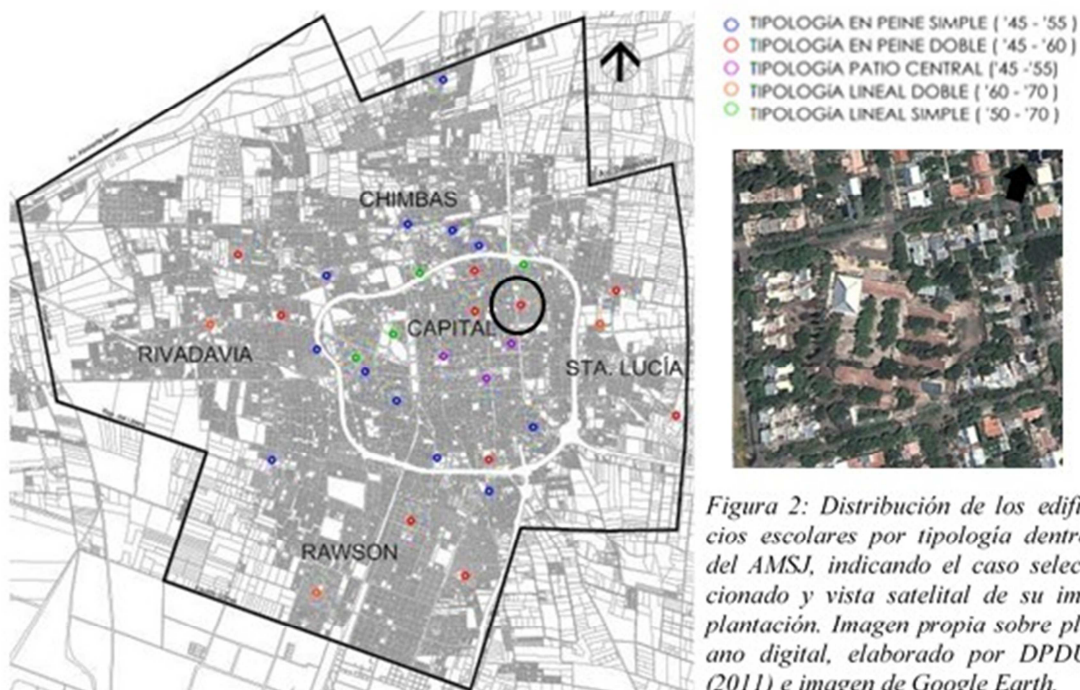 TIPOLOGÍA EN PEINE SIMPLE ( '45 - '55 )
TIPOLOGÍA EN PEINE DOBLE ( '45 - '60 )
TIPOLOGÍA PATIO CENTRAL ('45 -'55)
TIPOLOGÍA LINEAL DOBLE ( '60 - '70 )
TIPOLOGÍA LINEAL SIMPLE ( '50 - '70 )
CHIMBAS
CAPITAL
RIVADAVIA
STA. LUCÍA
RAWSON
Figura 2: Distribución de los edifi
cios escolares por tipología dentr
del AMSJ, indicando el caso selec
cionado y vista satelital de su im
plantación. Imagen propia sobre pl
ano digital, elaborado por DPDU
(2011) e imagen de Google Earth.